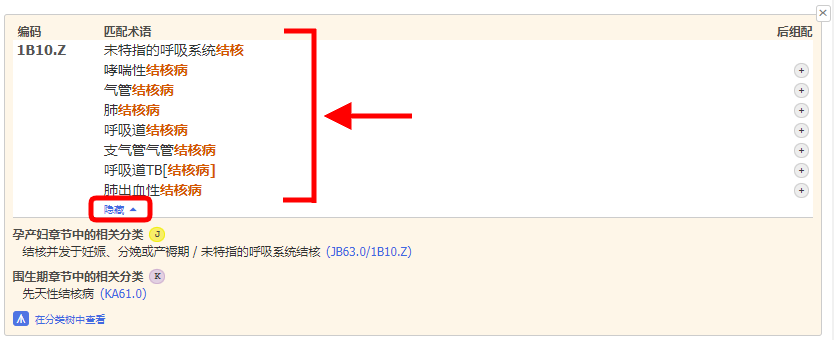 编码 匹配术语 后组配
1B10.Z 未特指的呼吸系统结核
哮喘性结核病 +
气管结核病 +
肺结核病 +
呼吸道结核病 +
支气管气管结核病 +
呼吸道TB[结核病] +
肺出血性结核病 +
隐藏
孕产妇章节中的相关分类 J
结核并发于妊娠、分娩或产褥期 / 未特指的呼吸系统结核 (JB63.0/1B10.Z)
围生期章节中的相关分类 K
先天性结核病 (KA61.0)
在分类树中查看